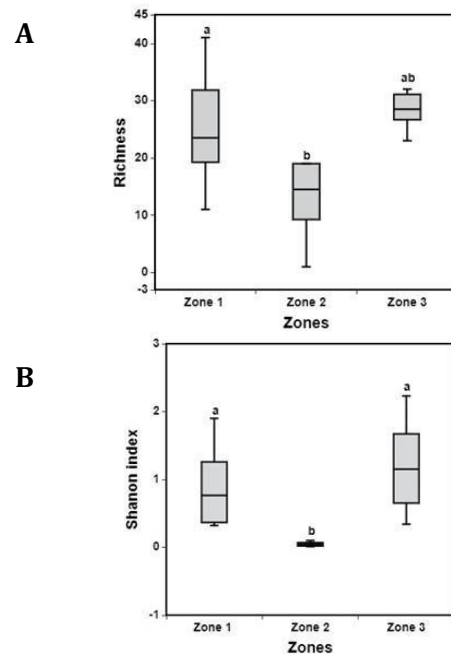 A
45
a
40
30
ab
Richness
20
b
10
0
-3
Zone 1 Zone 2 Zone 3
Zones
B
3
a
a
2
Shanon index
1
b
0
-1
Zone 1 Zone 2 Zone 3
Zones